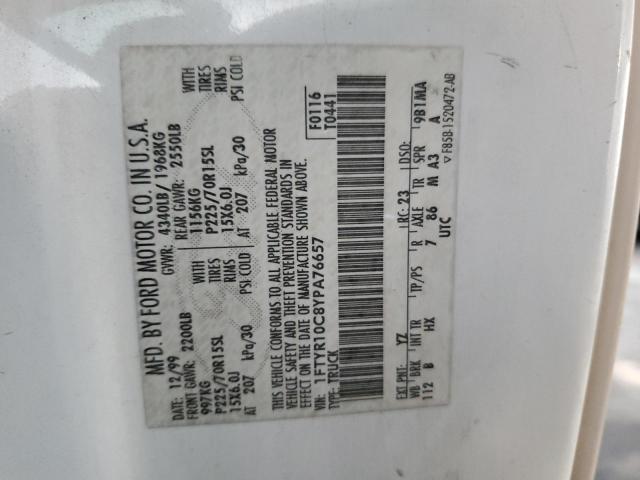 MFD. BY FORD MOTOR CO. IN U.S.A.
DATE: 12/99 GVWR: 4340LB/ 1968KG
FRONT GAWR: 2200LB REAR GAWR: 2550LB
997KG WITH 1156KG WITH
P225/70R15SL TIRES P225/70R15SL TIRES
15X6.0J RIMS 15X6.0J RIMS
AT 207 kPa/30 PSI COLD AT 207 kPa/30 PSI COLD
THIS VEHICLE CONFORMS TO ALL APPLICABLE FEDERAL MOTOR
VEHICLE SAFETY AND THEFT PREVENTION STANDARDS IN
EFFECT ON THE DATE OF MANUFACTURE SHOWN ABOVE.
VIN: 1FTYR10C8YPA76657 F0116
TYPE: TRUCK T0441
EXT PNT: YZ RC: 23 DSO:
WB BRK INT TR TP/PS R AXLE TR SPR 9B1MA
112 B HX 7 86 M A3 A
UTC ▽F85B-1520472-AB